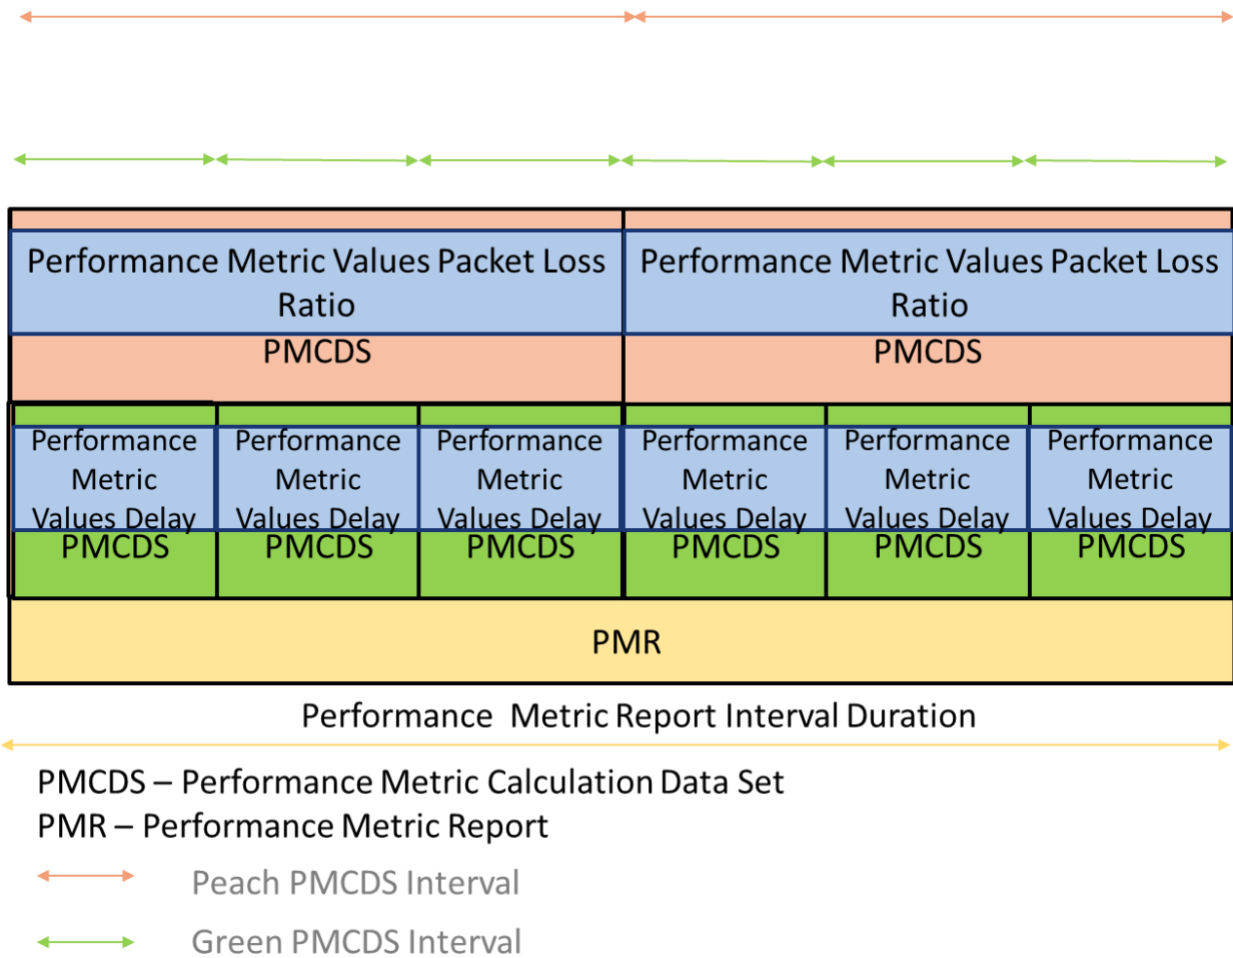 Performance Metric Values Packet Loss
Ratio
PMCDS
Performance Metric Values Packet Loss
Ratio
PMCDS
Performance
Metric
Values Delay
PMCDS
Performance
Metric
Values Delay
PMCDS
Performance
Metric
Values Delay
PMCDS
Performance
Metric
Values Delay
PMCDS
Performance
Metric
Values Delay
PMCDS
Performance
Metric
Values Delay
PMCDS
PMR
Performance Metric Report Interval Duration
PMCDS – Performance Metric Calculation Data Set
PMR – Performance Metric Report
Peach PMCDS Interval
Green PMCDS Interval